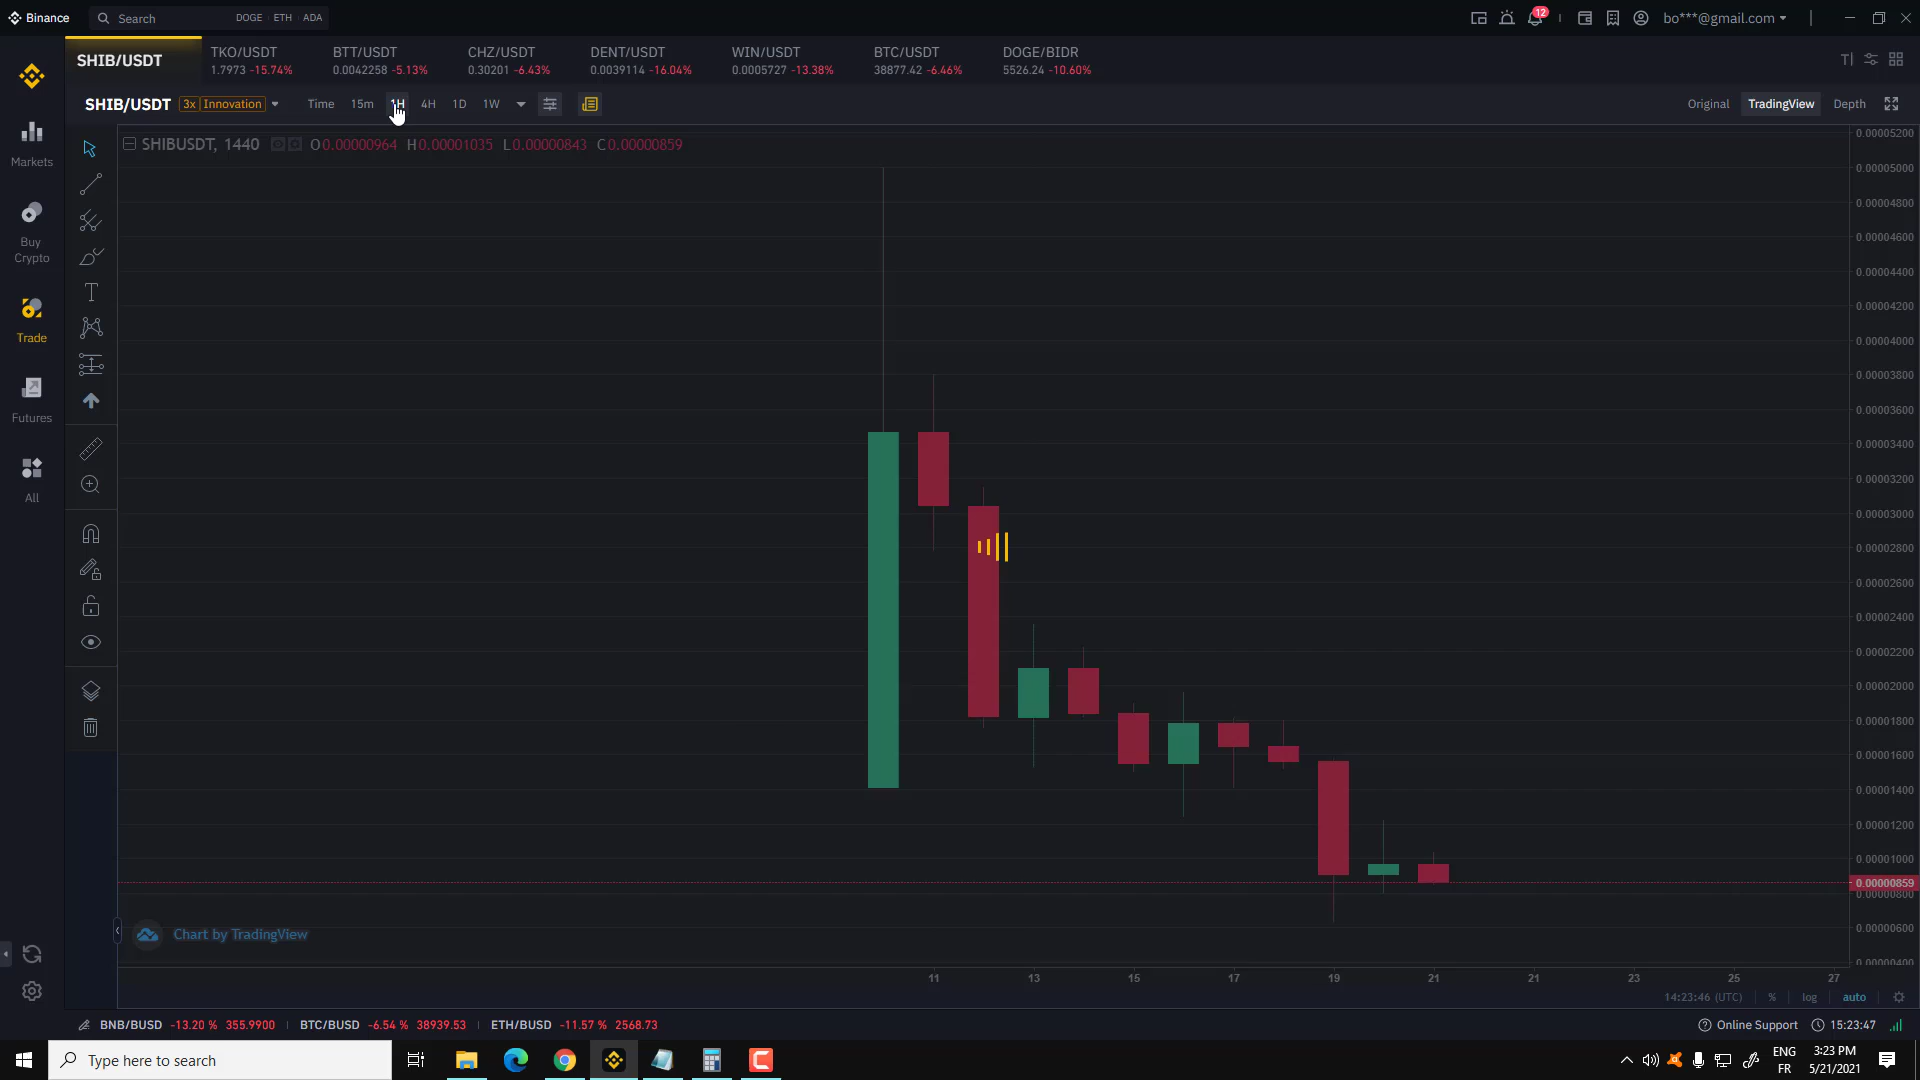 Binance
Search
DOGE ETH ADA
12
bo***@gmail.com
SHIB/USDT
TKO/USDT
1.7973 -15.74%
BTT/USDT
0.0042258 -5.13%
CHZ/USDT
0.30201 -6.43%
DENT/USDT
0.0039114 -16.04%
WIN/USDT
0.0005727 -13.38%
BTC/USDT
38877.42 -6.46%
DOGE/BIDR
5526.24 -10.60%
SHIB/USDT 3x Innovation Time 15m 1H 4H 1D 1W
Original TradingView Depth
SHIBUSDT, 1440 O0.00000964 H0.00001035 L0.00000843 C0.00000859
Markets
Buy
Crypto
Trade
Futures
All
0.00005200
0.00005000
0.00004800
0.00004600
0.00004400
0.00004200
0.00004000
0.00003800
0.00003600
0.00003400
0.00003200
0.00003000
0.00002800
0.00002600
0.00002400
0.00002200
0.00002000
0.00001800
0.00001600
0.00001400
0.00001200
0.00001000
0.00000859
0.00000800
0.00000600
0.00000400
Chart by TradingView
11 13 15 17 19 21 21 23 25 27
14:23:46 (UTC) % log auto
BNB/BUSD -13.20 % 355.9900 BTC/BUSD -6.54 % 38939.53 ETH/BUSD -11.57 % 2568.73
Online Support 15:23:47
Type here to search
ENG
FR
3:23 PM
5/21/2021